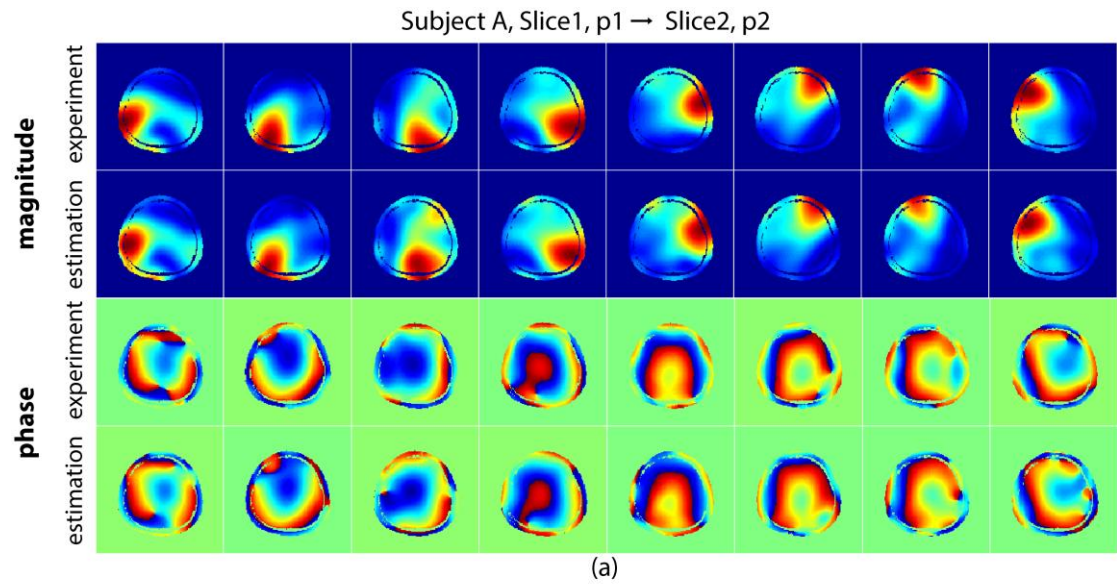 Subject A, Slice1, p1 → Slice2, p2
magnitude
experiment
estimation
phase
experiment
estimation
(a)